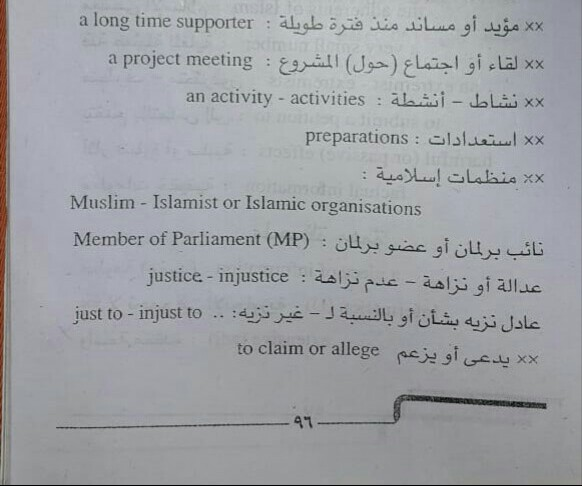 xx مؤيد أو مساند منذ فترة طويلة : a long time supporter
xx لقاء أو اجتماع (حول) المشروع : a project meeting
xx نشاط – أنشطة : an activity - activities
xx استعدادات : preparations
xx منظمات إسلامية :
Muslim - Islamist or Islamic organisations
نائب برلمان أو عضو برلمان : Member of Parliament (MP)
عدالة أو نزاهة – عدم نزاهة : justice - injustice
عادل نزيه بشأن أو بالنسبة لـ – غير نزيه: .. just to - injust to
xx يدعى أو يزعم to claim or allege
٩٦